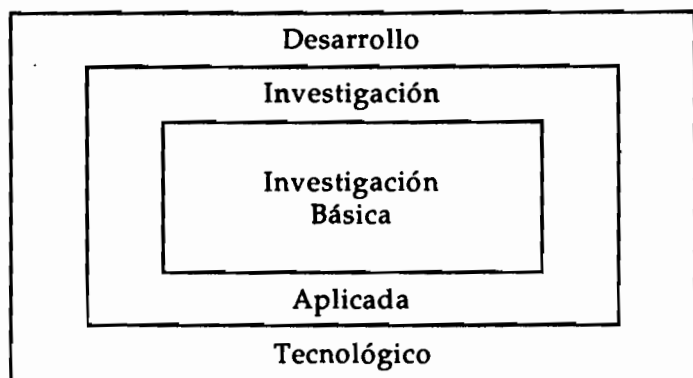 Desarrollo
Investigación
Investigación
Básica
Aplicada
Tecnológico